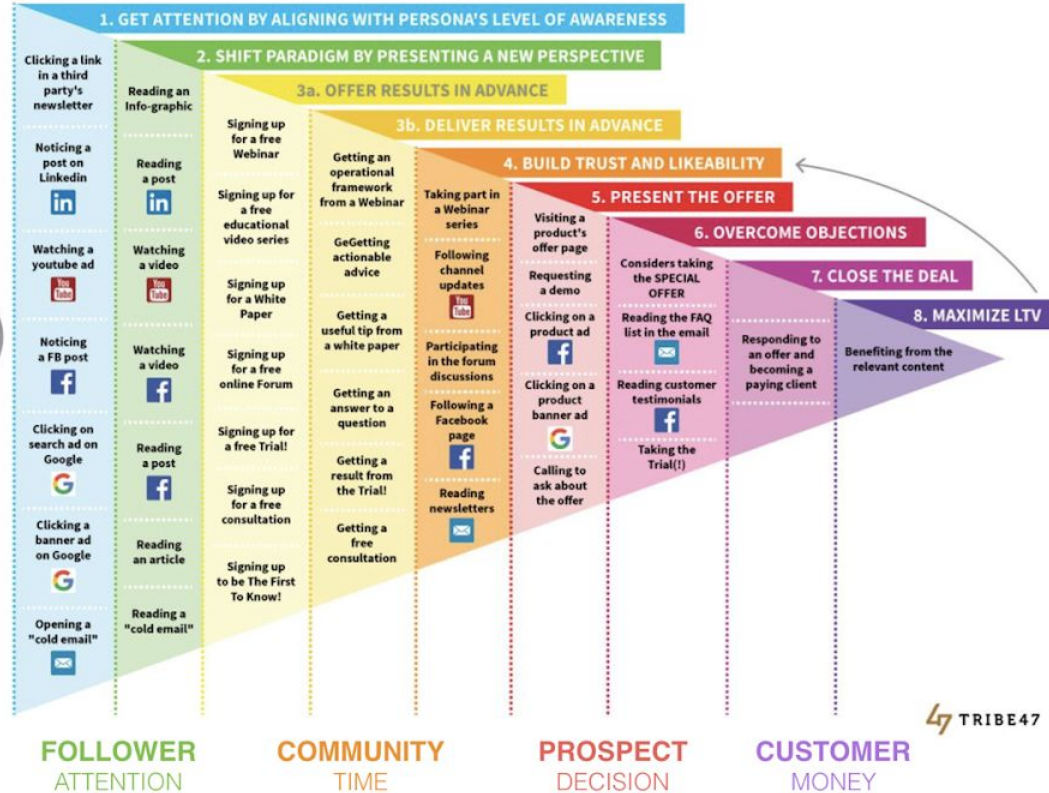 1. GET ATTENTION BY ALIGNING WITH PERSONA'S LEVEL OF AWARENESS
2. SHIFT PARADIGM BY PRESENTING A NEW PERSPECTIVE
3a. OFFER RESULTS IN ADVANCE
3b. DELIVER RESULTS IN ADVANCE
4. BUILD TRUST AND LIKEABILITY
5. PRESENT THE OFFER
6. OVERCOME OBJECTIONS
7. CLOSE THE DEAL
8. MAXIMIZE LTV
Clicking a link
in a third
party's
newsletter
Noticing a
post on
Linkedin
in
Watching a
youtube ad
You
Tube
Noticing
a FB post
f
Clicking on
search ad on
Google
G
Clicking a
banner ad
on Google
G
Opening a
"cold email"
Reading an
Info-graphic
Reading
a post
in
Watching
a video
You
Tube
Watching
a video
f
Reading
a post
f
Reading
an article
Reading a
"cold email"
Signing up
for a free
Webinar
Signing up for
a free
educational
video series
Signing up
for a White
Paper
Signing up
for a free
online Forum
Signing up for
a free Trial!
Signing up
for a free
consultation
Signing up
to be The First
To Know!
Getting an
operational
framework
from a Webinar
GeGetting
actionable
advice
Getting a
useful tip from
a white paper
Getting an
answer to a
question
Getting a
result from
the Trial!
Getting a
free
consultation
Taking part in
a Webinar
series
Following
channel
updates
You
Tube
Participating
in the forum
discussions
Following a
Facebook
page
f
Reading
newsletters
Visiting a
product's
offer page
Requesting
a demo
Clicking on a
product ad
f
Clicking on a
product
banner ad
G
Calling to
ask about
the offer
Considers taking
the SPECIAL
OFFER
Reading the FAQ
list in the email
Reading customer
testimonials
f
Taking the
Trial(!)
Responding to
an offer and
becoming a
paying client
Benefiting from the
relevant content
47 TRIBE47
FOLLOWER
ATTENTION
COMMUNITY
TIME
PROSPECT
DECISION
CUSTOMER
MONEY